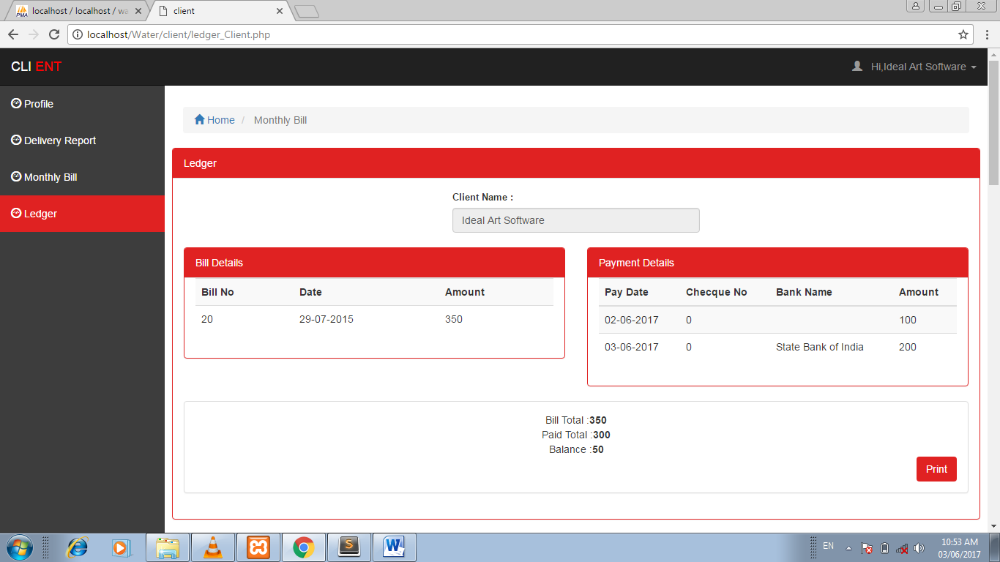 localhost / localhost / wa
client
localhost/Water/client/ledger_Client.php
CLI ENT
Hi,Ideal Art Software
Profile
Delivery Report
Monthly Bill
Ledger
Home / Monthly Bill
Ledger
Client Name :
Ideal Art Software
Bill Details
Bill No Date Amount
20 29-07-2015 350
Payment Details
Pay Date Checque No Bank Name Amount
02-06-2017 0 100
03-06-2017 0 State Bank of India 200
Bill Total :350
Paid Total :300
Balance :50
Print
EN
10:53 AM
03/06/2017